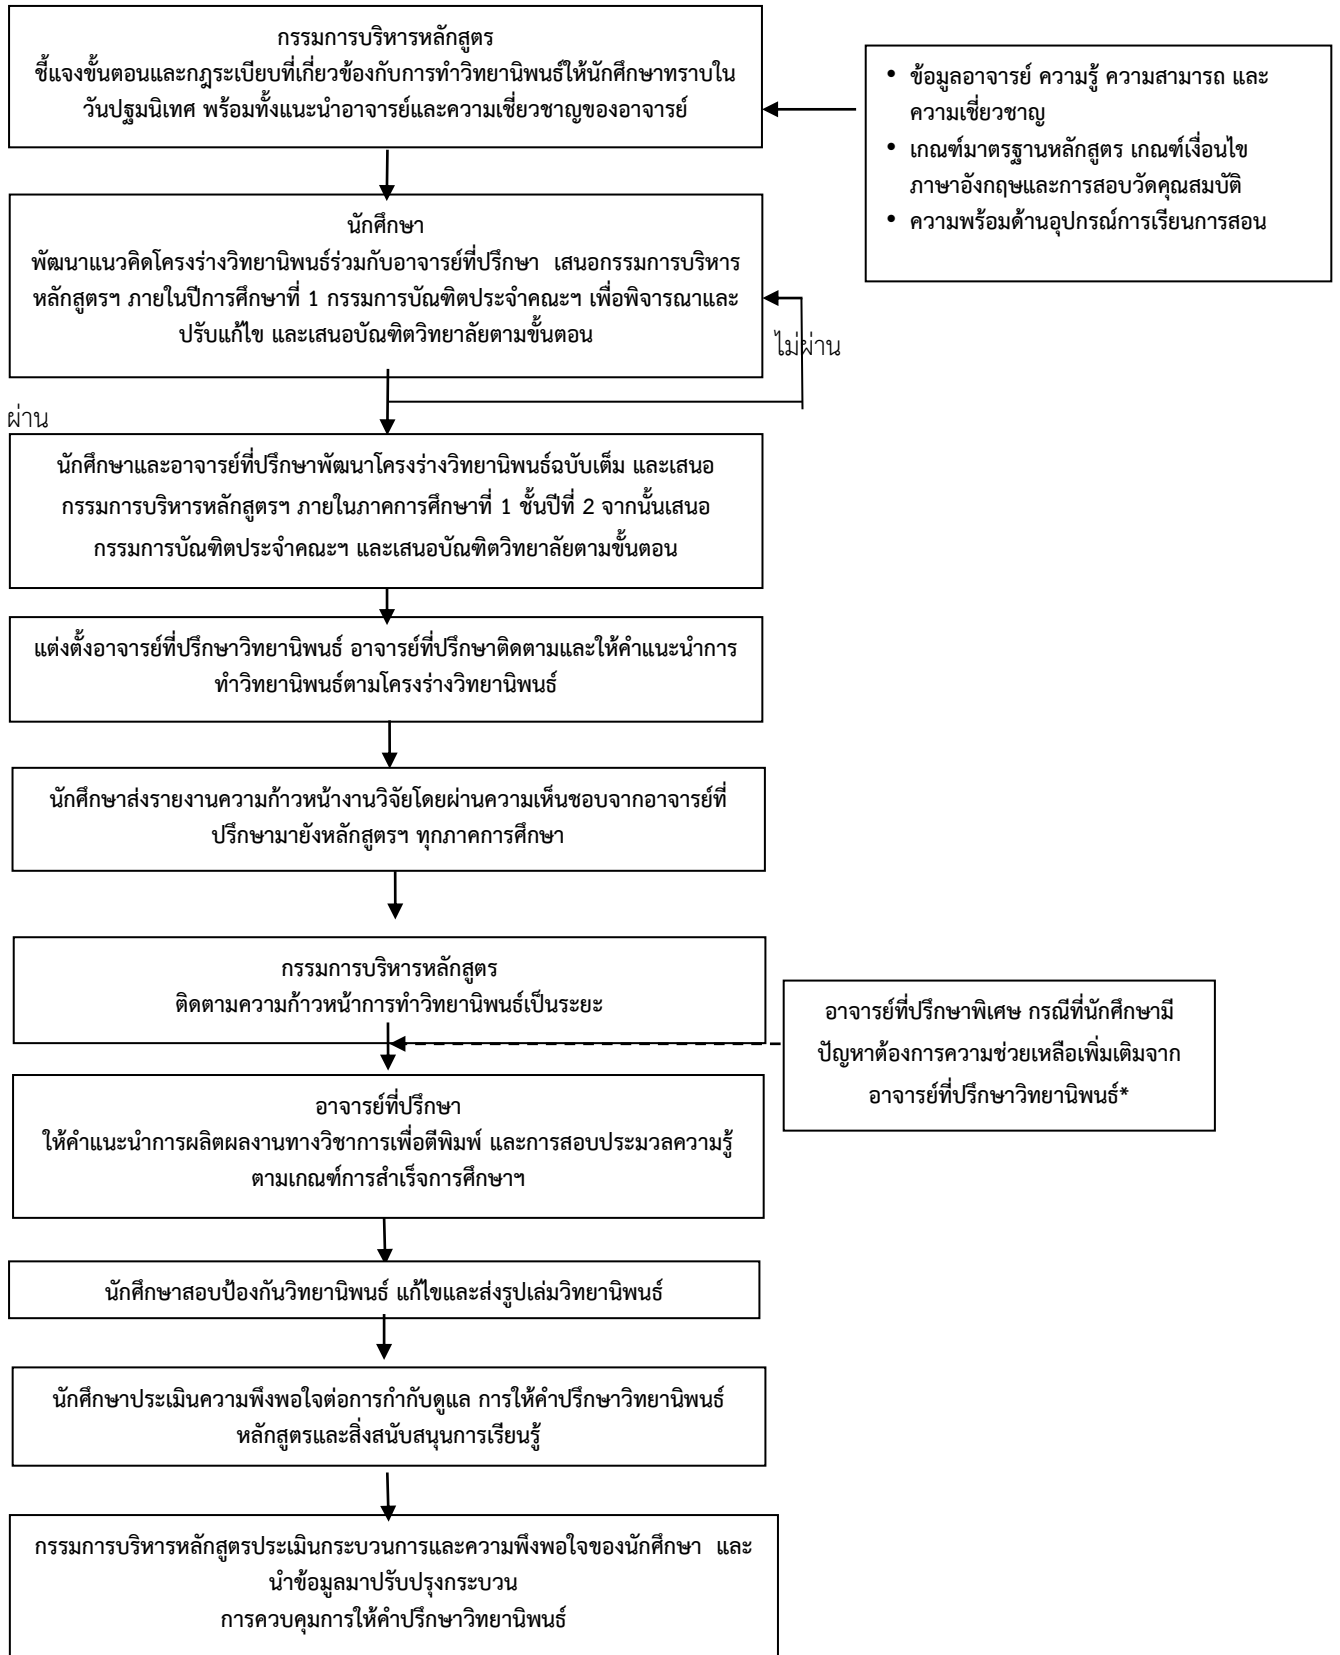 กรรมการบริหารหลักสูตร
ชี้แจงขั้นตอนและกฎระเบียบที่เกี่ยวข้องกับการทำวิทยานิพนธ์ให้นักศึกษาทราบใน
วันปฐมนิเทศ พร้อมทั้งแนะนำอาจารย์และความเชี่ยวชาญของอาจารย์
• ข้อมูลอาจารย์ ความรู้ ความสามารถ และ
ความเชี่ยวชาญ
• เกณฑ์มาตรฐานหลักสูตร เกณฑ์เงื่อนไข
ภาษาอังกฤษและการสอบวัดคุณสมบัติ
• ความพร้อมด้านอุปกรณ์การเรียนการสอน
นักศึกษา
พัฒนาแนวคิดโครงร่างวิทยานิพนธ์ร่วมกับอาจารย์ที่ปรึกษา เสนอกรรมการบริหาร
หลักสูตรฯ ภายในปีการศึกษาที่ 1 กรรมการบัณฑิตประจำคณะฯ เพื่อพิจารณาและ
ปรับแก้ไข และเสนอบัณฑิตวิทยาลัยตามขั้นตอน
ไม่ผ่าน
ผ่าน
นักศึกษาและอาจารย์ที่ปรึกษาพัฒนาโครงร่างวิทยานิพนธ์ฉบับเต็ม และเสนอ
กรรมการบริหารหลักสูตรฯ ภายในภาคการศึกษาที่ 1 ชั้นปีที่ 2 จากนั้นเสนอ
กรรมการบัณฑิตประจำคณะฯ และเสนอบัณฑิตวิทยาลัยตามขั้นตอน
แต่งตั้งอาจารย์ที่ปรึกษาวิทยานิพนธ์ อาจารย์ที่ปรึกษาติดตามและให้คำแนะนำการ
ทำวิทยานิพนธ์ตามโครงร่างวิทยานิพนธ์
นักศึกษาส่งรายงานความก้าวหน้างานวิจัยโดยผ่านความเห็นชอบจากอาจารย์ที่
ปรึกษามายังหลักสูตรฯ ทุกภาคการศึกษา
กรรมการบริหารหลักสูตร
ติดตามความก้าวหน้าการทำวิทยานิพนธ์เป็นระยะ
อาจารย์ที่ปรึกษาพิเศษ กรณีที่นักศึกษามี
ปัญหาต้องการความช่วยเหลือเพิ่มเติมจาก
อาจารย์ที่ปรึกษาวิทยานิพนธ์*
อาจารย์ที่ปรึกษา
ให้คำแนะนำการผลิตผลงานทางวิชาการเพื่อตีพิมพ์ และการสอบประมวลความรู้
ตามเกณฑ์การสำเร็จการศึกษาฯ
นักศึกษาสอบป้องกันวิทยานิพนธ์ แก้ไขและส่งรูปเล่มวิทยานิพนธ์
นักศึกษาประเมินความพึงพอใจต่อการกำกับดูแล การให้คำปรึกษาวิทยานิพนธ์
หลักสูตรและสิ่งสนับสนุนการเรียนรู้
กรรมการบริหารหลักสูตรประเมินกระบวนการและความพึงพอใจของนักศึกษา และ
นำข้อมูลมาปรับปรุงกระบวน
การควบคุมการให้คำปรึกษาวิทยานิพนธ์